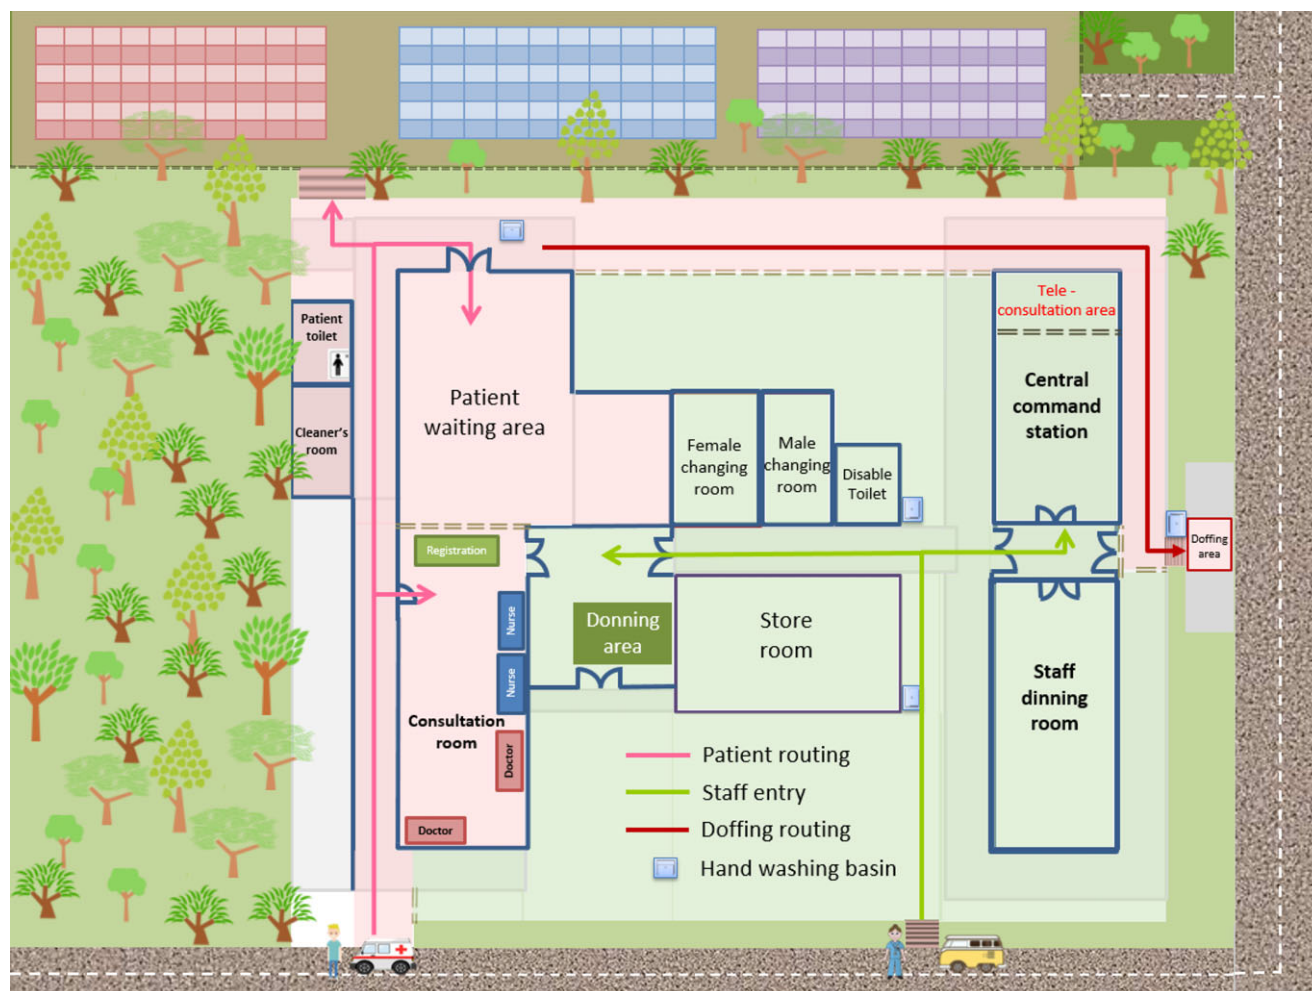 Tele -
consultation area
Patient
toilet
Central
command
station
Patient
waiting area
Cleaner's
room
Female
changing
room
Male
changing
room
Disable
Toilet
Registration
Doffing
area
Nurse
Donning
area
Store
room
Nurse
Staff
dinning
room
Consultation
room
Doctor
Doctor
Patient routing
Staff entry
Doffing routing
Hand washing basin